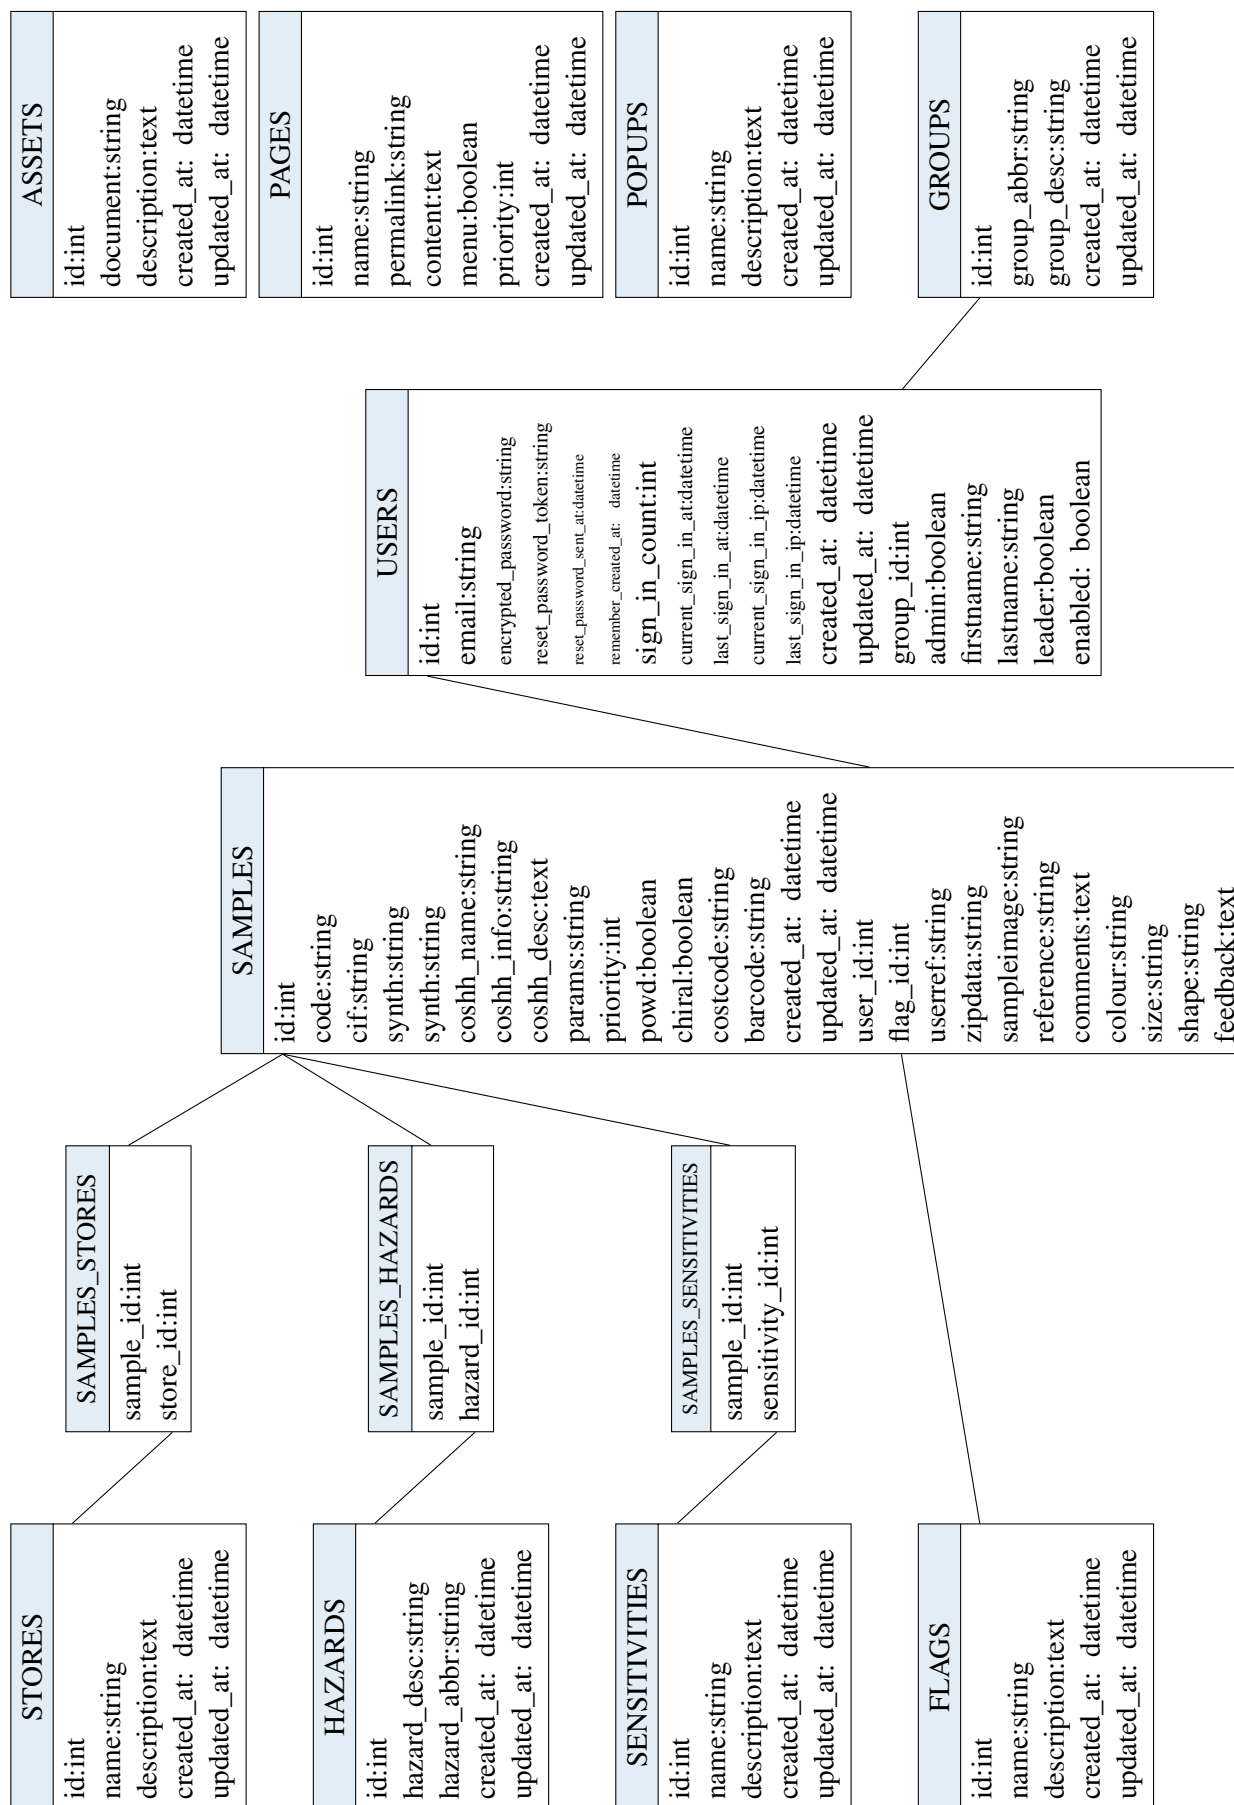 STORES
id:int
name:string
description:text
created_at: datetime
updated_at: datetime
HAZARDS
id:int
hazard_desc:string
hazard_abbr:string
created_at: datetime
updated_at: datetime
SENSITIVITIES
id:int
name:string
description:text
created_at: datetime
updated_at: datetime
FLAGS
id:int
name:string
description:text
created_at: datetime
updated_at: datetime
SAMPLES_STORES
sample_id:int
store_id:int
SAMPLES_HAZARDS
sample_id:int
hazard_id:int
SAMPLES_SENSITIVITIES
sample_id:int
sensitivity_id:int
SAMPLES
id:int
code:string
cif:string
synth:string
synth:string
coshh_name:string
coshh_info:string
coshh_desc:text
params:string
priority:int
powd:boolean
chiral:boolean
costcode:string
barcode:string
created_at: datetime
updated_at: datetime
user_id:int
flag_id:int
userref:string
zipdata:string
sampleimage:string
reference:string
comments:text
colour:string
size:string
shape:string
feedback:text
USERS
id:int
email:string
encrypted_password:string
reset_password_token:string
reset_password_sent_at:datetime
remember_created_at: datetime
sign_in_count:int
current_sign_in_at:datetime
last_sign_in_at:datetime
current_sign_in_ip:datetime
last_sign_in_ip:datetime
created_at: datetime
updated_at: datetime
group_id:int
admin:boolean
firstname:string
lastname:string
leader:boolean
enabled: boolean
ASSETS
id:int
document:string
description:text
created_at: datetime
updated_at: datetime
PAGES
id:int
name:string
permalink:string
content:text
menu:boolean
priority:int
created_at: datetime
updated_at: datetime
POPUPS
id:int
name:string
description:text
created_at: datetime
updated_at: datetime
GROUPS
id:int
group_abbr:string
group_desc:string
created_at: datetime
updated_at: datetime